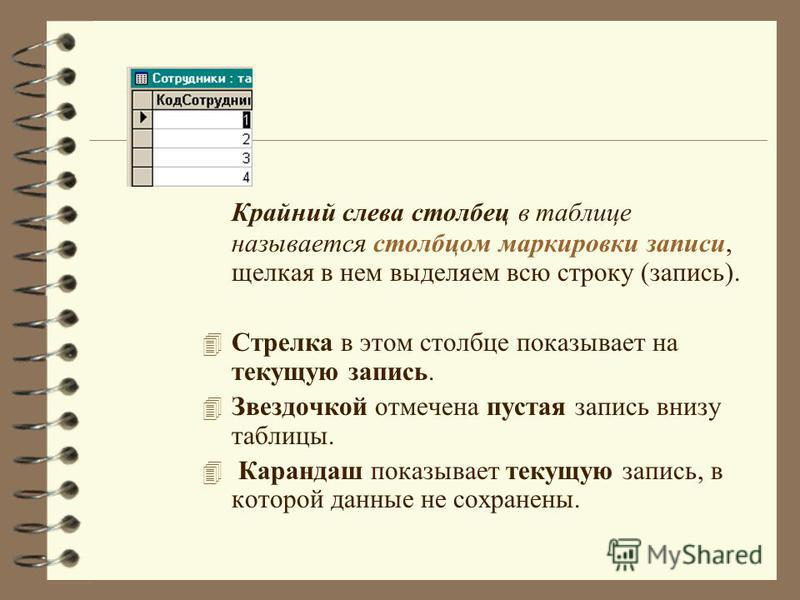 Сотрудники : та
КодСотрудни
1
2
3
4
Крайний слева столбец в таблице
называется столбцом маркировки записи,
щелкая в нем выделяем всю строку (запись).
Стрелка в этом столбце показывает на
текущую запись.
Звездочкой отмечена пустая запись внизу
таблицы.
Карандаш показывает текущую запись, в
которой данные не сохранены.
MyShared